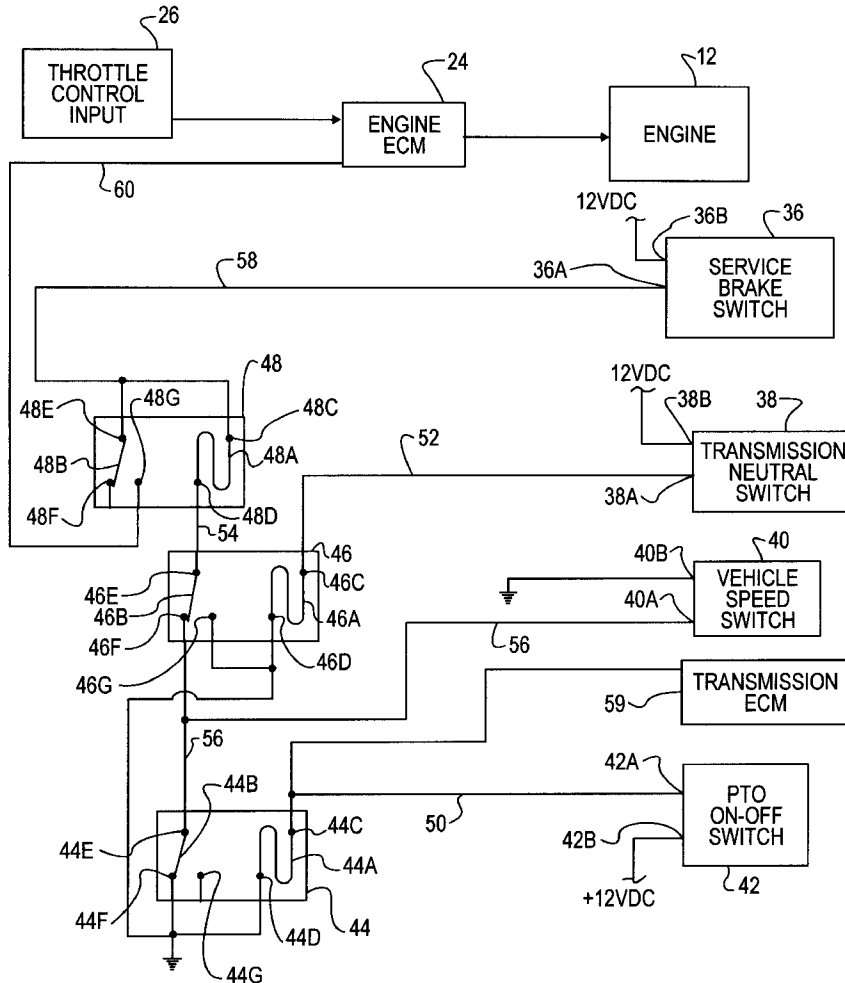 26
THROTTLE
CONTROL
INPUT
24
ENGINE
ECM
12
ENGINE
60
12VDC
36B
36
36A
SERVICE
BRAKE
SWITCH
58
48
48E
48G
48C
48B
48A
48F
48D
54
12VDC
38B
38
52
TRANSMISSION
NEUTRAL
SWITCH
38A
46
46E
46C
46B
46A
46F
46D
46G
40B
40
40A
VEHICLE
SPEED
SWITCH
56
59
TRANSMISSION
ECM
56
44B
42A
50
PTO
ON-OFF
SWITCH
42B
42
+12VDC
44E
44C
44A
44F
44D
44
44G